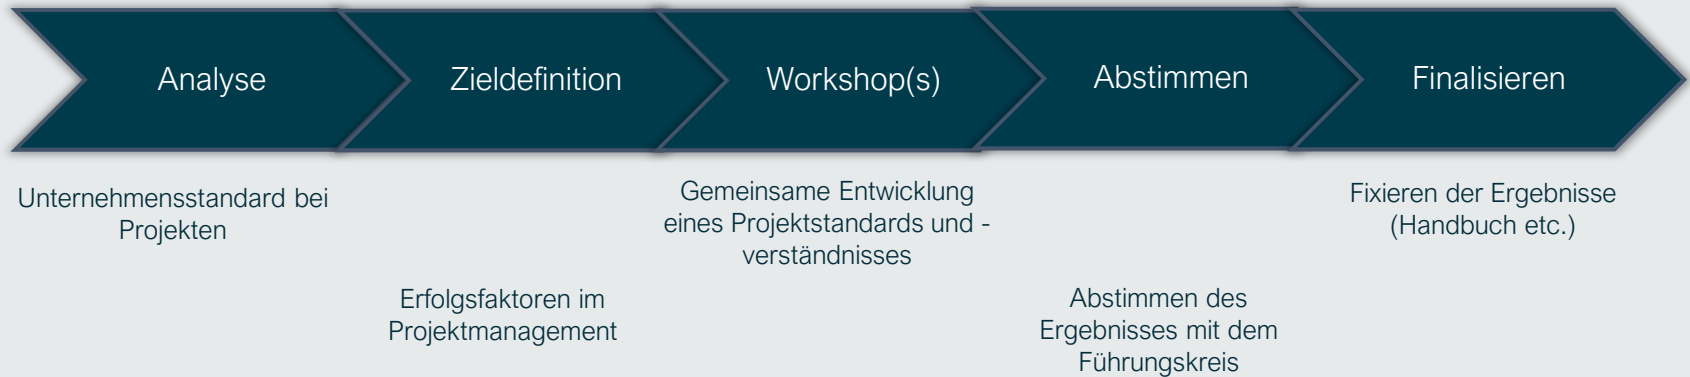 Analyse
Zieldefinition
Workshop(s)
Abstimmen
Finalisieren
Unternehmensstandard bei
Projekten
Erfolgsfaktoren im
Projektmanagement
Gemeinsame Entwicklung
eines Projektstandards und -
verständnisses
Abstimmen des
Ergebnisses mit dem
Führungskreis
Fixieren der Ergebnisse
(Handbuch etc.)